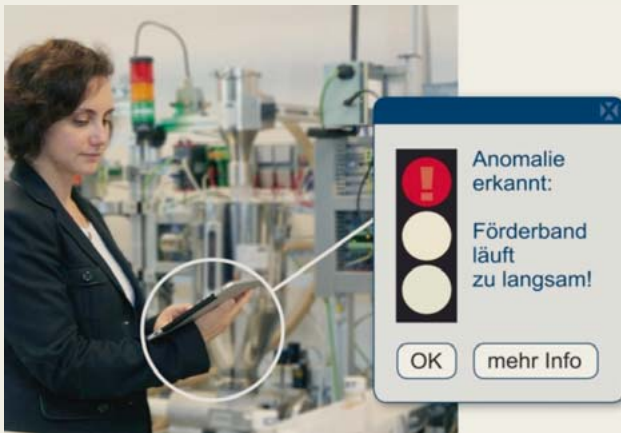 Anomalie
erkannt:
Förderband
läuft
zu langsam!
OK
mehr Info